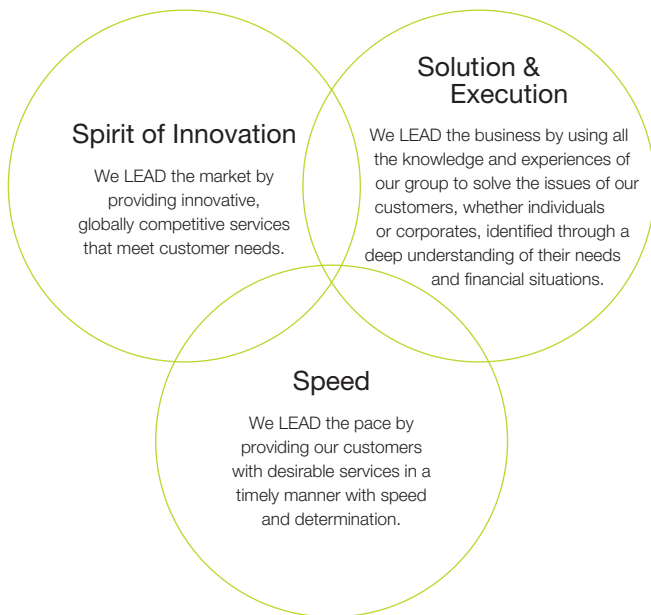 Spirit of Innovation
We LEAD the market by
providing innovative,
globally competitive services
that meet customer needs.
Solution &
Execution
We LEAD the business by using all
the knowledge and experiences of
our group to solve the issues of our
customers, whether individuals
or corporates, identified through a
deep understanding of their needs
and financial situations.
Speed
We LEAD the pace by
providing our customers
with desirable services in a
timely manner with speed
and determination.